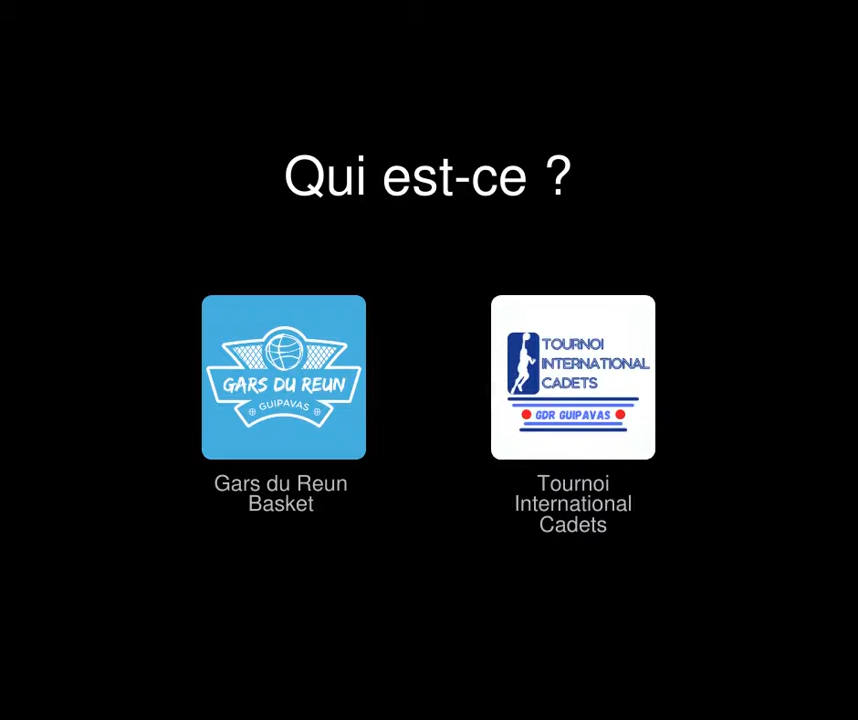 Qui est-ce ?
GARS DU REUN
GUIPAVAS
TOURNOI
INTERNATIONAL
CADETS
GDR GUIPAVAS
Gars du Reun
Basket
Tournoi
International
Cadets